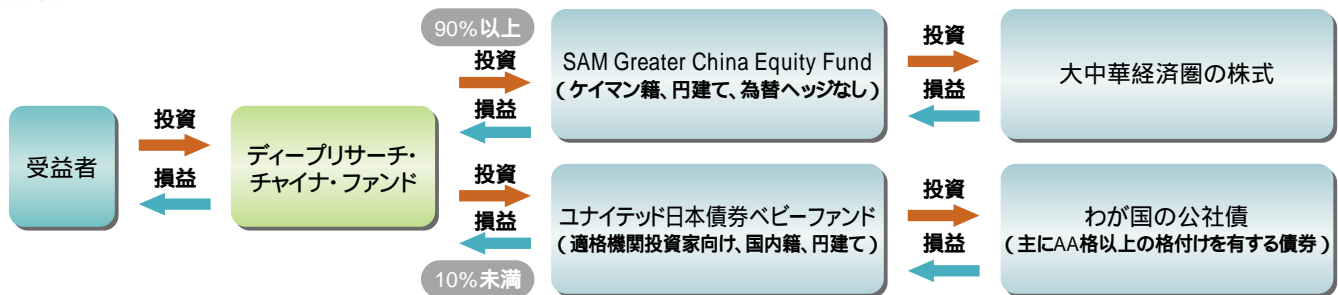 受益者
投資
損益
ディープリサーチ・
チャイナ・ファンド
90%以上
投資
損益
SAM Greater China Equity Fund
(ケイマン籍、円建て、為替ヘッジなし)
投資
損益
大中華経済圏の株式
投資
損益
10%未満
ユナイテッド日本債券ベビーファンド
(適格機関投資家向け、国内籍、円建て)
投資
損益
わが国の公社債
(主にAA格以上の格付けを有する債券)